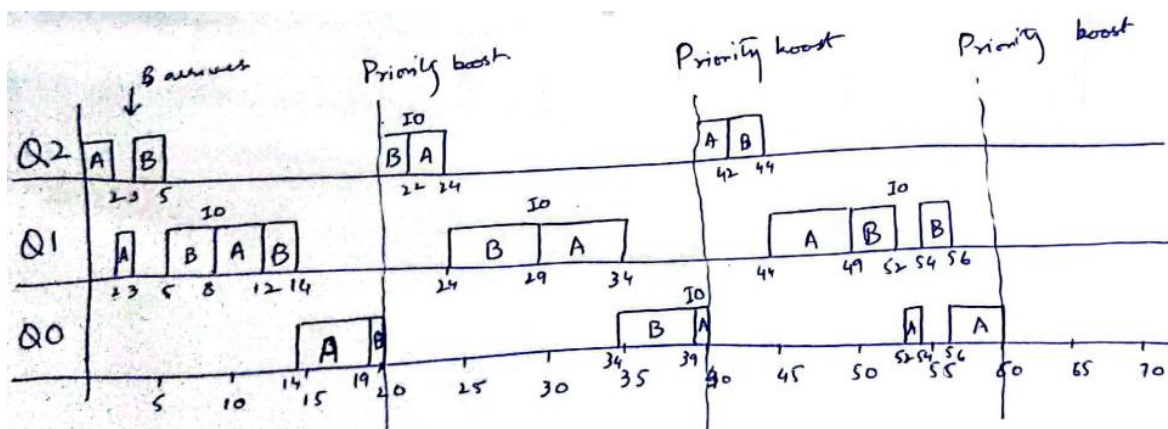 B arrives
Priority boost.
Priority boost
Priority boost
Q2 A B
IO
B A
A B
2 3 5
22 24
42 44
Q1 A
IO
B A B
IO
B A
A
IO
B B
2 3 5 8 12 14
24 29 34
44 49 52 54 56
Q0 A B
B
IO
A
A A
14 19
34 39
52 54 56
5 10 15 20 25 30 35 40 45 50 55 60 65 70